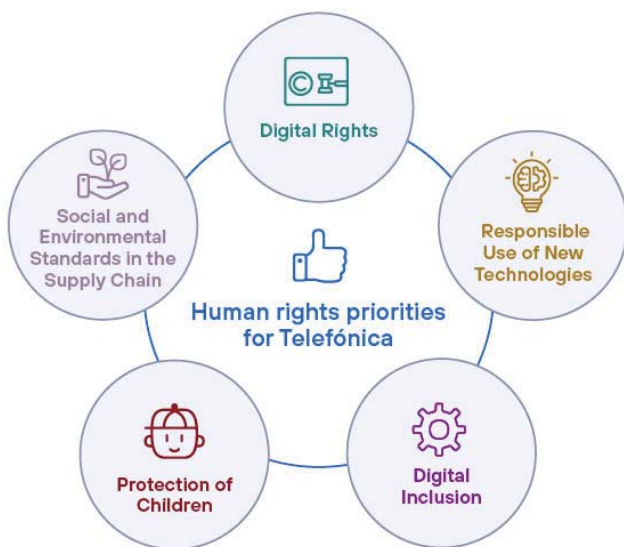 Digital Rights
Responsible
Use of New
Technologies
Digital
Inclusion
Protection of
Children
Social and
Environmental
Standards in the
Supply Chain
Human rights priorities
for Telefónica